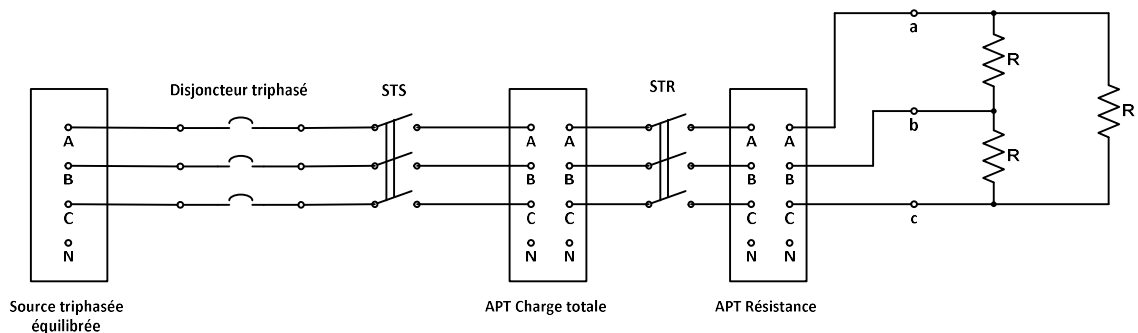 a
R
Disjoncteur triphasé
STS
STR
R
b
A
A
A
A
A
B
B
B
B
B
R
C
C
C
C
C
c
N
N
N
N
N
Source triphasée
équilibrée
APT Charge totale
APT Résistance